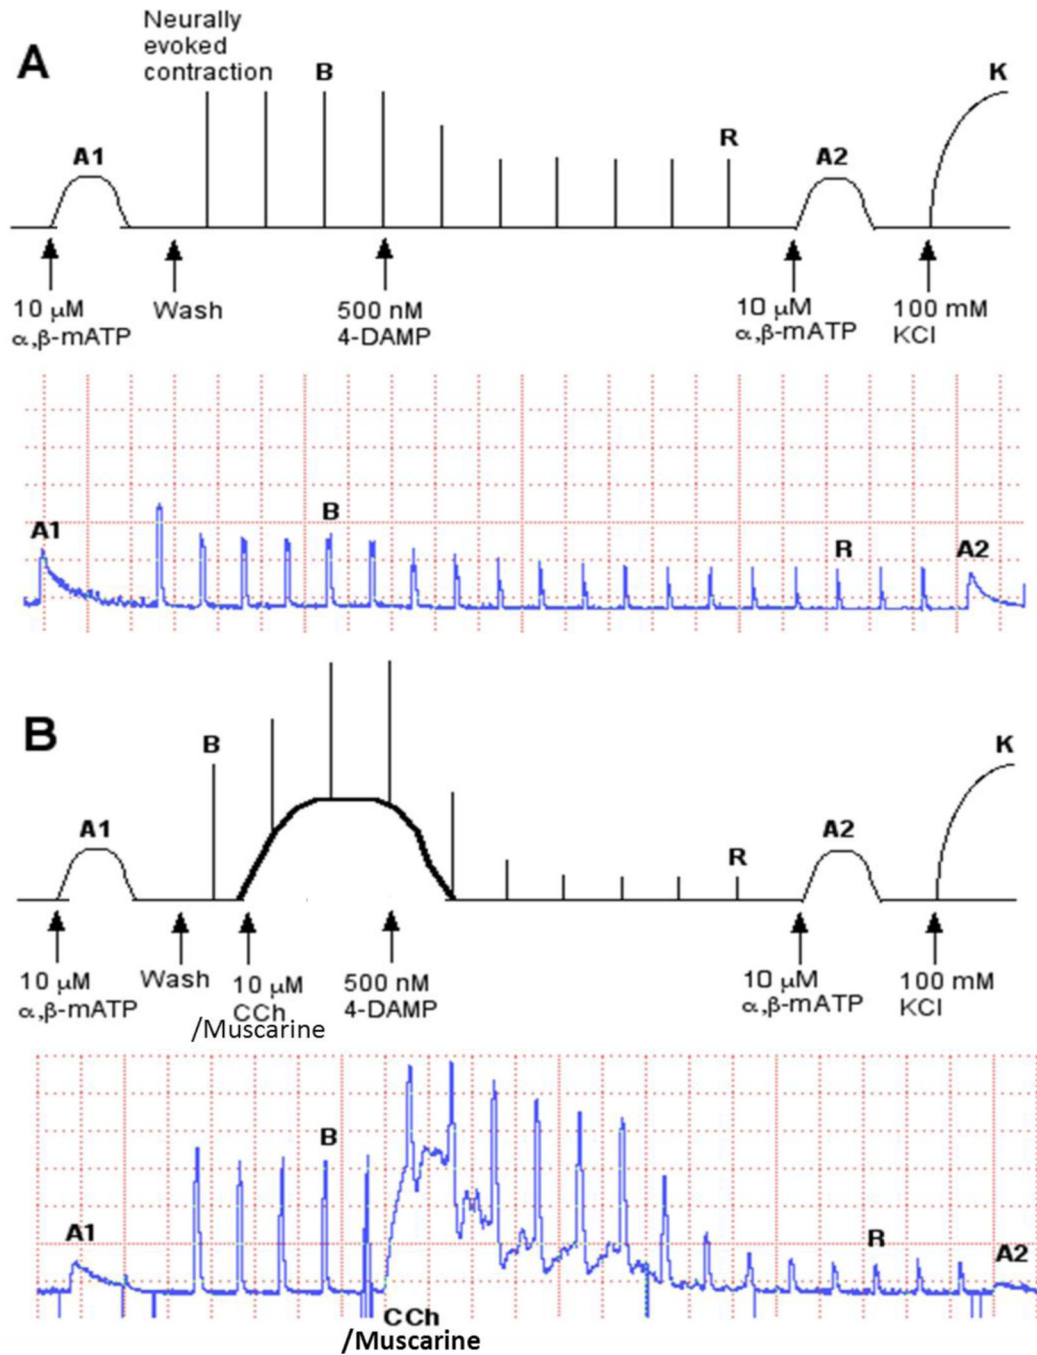 A
Neurally
evoked
contraction
B
K
A1
R
A2
10 μM
α,β-mATP
Wash
500 nM
4-DAMP
10 μM
α,β-mATP
100 mM
KCl
A1
B
R
A2
B
B
K
A1
R
A2
10 μM
α,β-mATP
Wash
10 μM
CCh
/Muscarine
500 nM
4-DAMP
10 μM
α,β-mATP
100 mM
KCl
B
A1
R
A2
CCh
/Muscarine